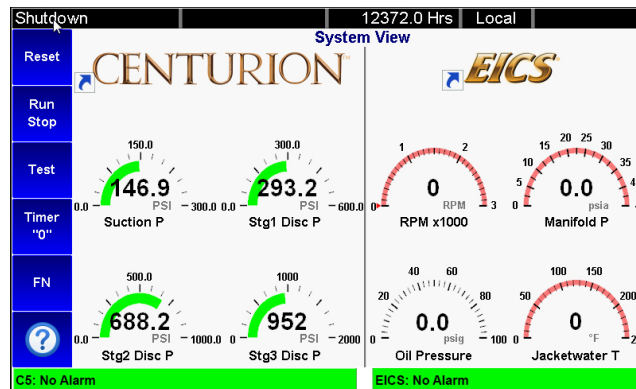 Shutdown 12372.0 Hrs Local
System View
Reset
CENTURION EICS
Run
Stop
Test
Timer
"0"
FN
?
150.0
0.0 146.9 300.0
PSI
Suction P
300.0
0.0 293.2 600.0
PSI
Stg1 Disc P
1 2
0 0 3
RPM
RPM x1000
0 5 10 15 20 25 30 35
0.0
psia
Manifold P
500.0
0.0 688.2 1000.0
PSI
Stg2 Disc P
1000
0 952 2000
PSI
Stg3 Disc P
0 20 40 60 80
0.0
psig
Oil Pressure
0 50 100 150 200
0
°F
Jacketwater T
C5: No Alarm EICS: No Alarm